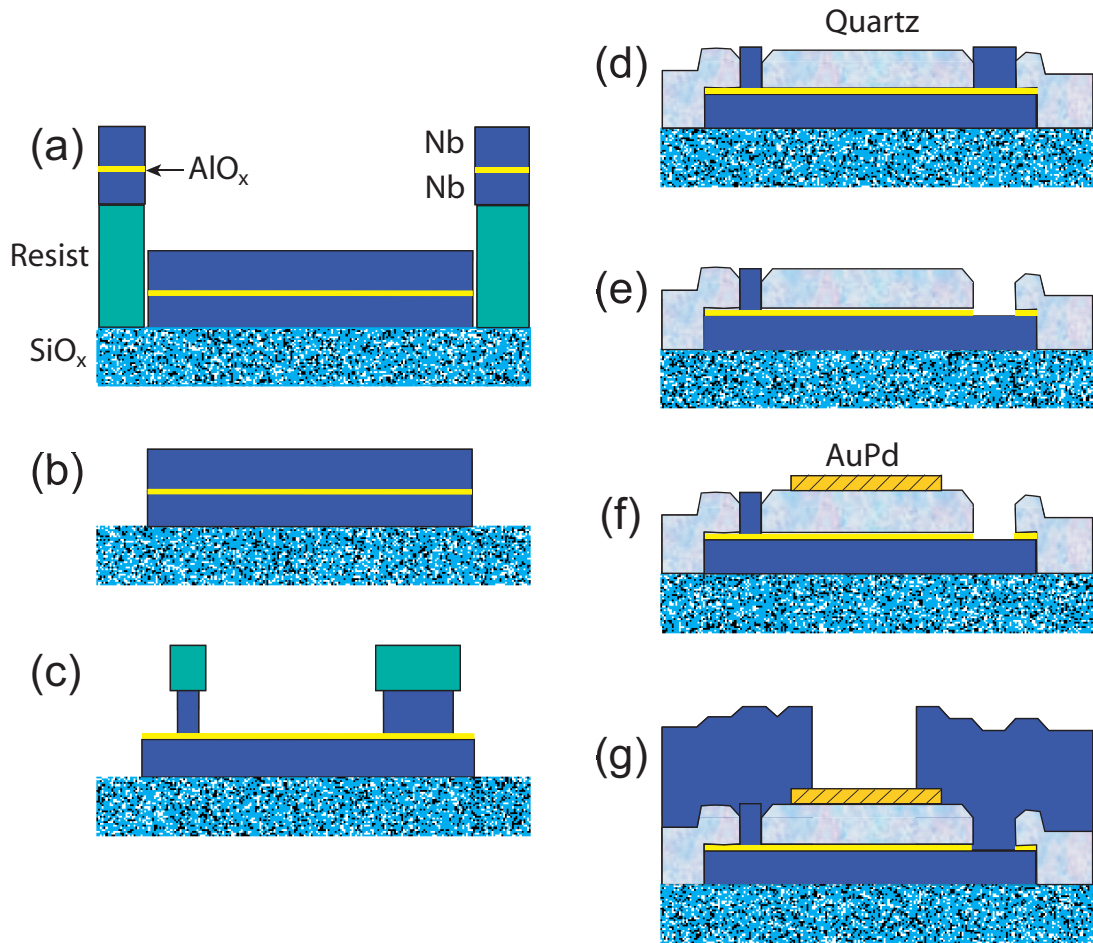 (a)
Nb
AlOₓ
Nb
Resist
SiOₓ
(b)
(c)
Quartz
(d)
(e)
AuPd
(f)
(g)